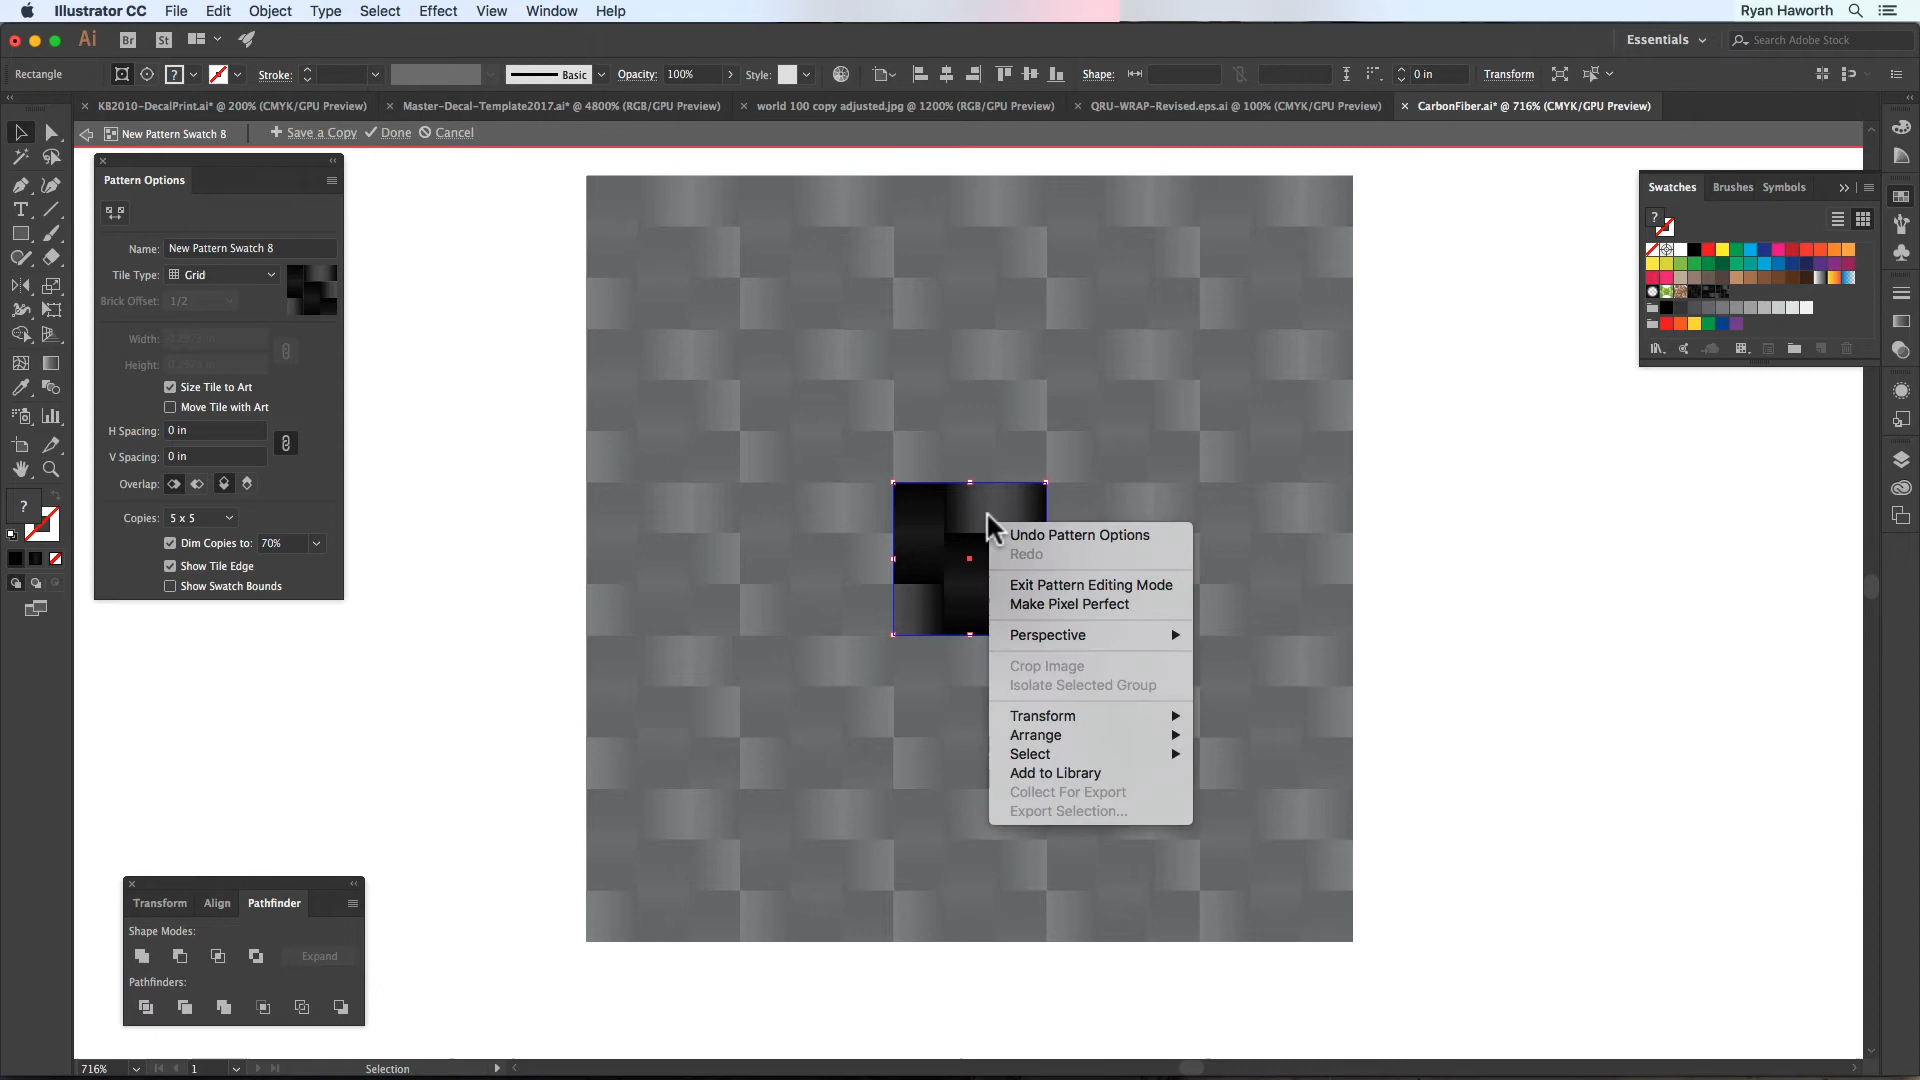 Illustrator CC File Edit Object Type Select Effect View Window Help
Ryan Haworth
Ai Br St
Essentials
Search Adobe Stock
Rectangle ? Stroke: Basic Opacity: 100% Style: Shape: 0 in Transform
KB2010-DecalPrint.ai* @ 200% (CMYK/GPU Preview)
Master-Decal-Template2017.ai* @ 4800% (RGB/GPU Preview)
world 100 copy adjusted.jpg @ 1200% (RGB/GPU Preview)
QRU-WRAP-Revised.eps.ai @ 100% (CMYK/GPU Preview)
CarbonFiber.ai* @ 716% (CMYK/GPU Preview)
New Pattern Swatch 8 Save a Copy Done Cancel
Pattern Options
Name: New Pattern Swatch 8
Tile Type: Grid
Brick Offset: 1/2
Width:
Height:
Size Tile to Art
Move Tile with Art
H Spacing: 0 in
V Spacing: 0 in
Overlap:
Copies: 5 x 5
Dim Copies to: 70%
Show Tile Edge
Show Swatch Bounds
?
Swatches Brushes Symbols
?
Undo Pattern Options
Redo
Exit Pattern Editing Mode
Make Pixel Perfect
Perspective
Crop Image
Isolate Selected Group
Transform
Arrange
Select
Add to Library
Collect For Export
Export Selection...
Transform Align Pathfinder
Shape Modes:
Expand
Pathfinders:
716% 1 Selection